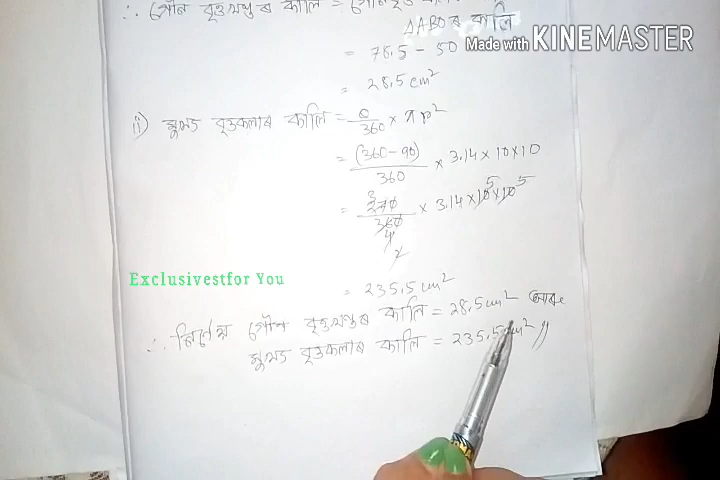 ∴ গৌণ বৃত্তখণ্ডৰ কালি =
ΔABOৰ কালি
= 78.5 - 50
Made with KINEMASTER
= 28.5 cm²
ii) মুখ্য বৃত্তকলাৰ কালি = θ/360 × πr²
= (360-90)/360 × 3.14 × 10 × 10
= 270/360 × 3.14 × 10 × 10
Exclusivestfor You
= 235.5 cm²
∴ নিৰ্ণেয় গৌণ বৃত্তখণ্ডৰ কালি = 28.5 cm² আৰু
মুখ্য বৃত্তকলাৰ কালি = 235.5 cm² //